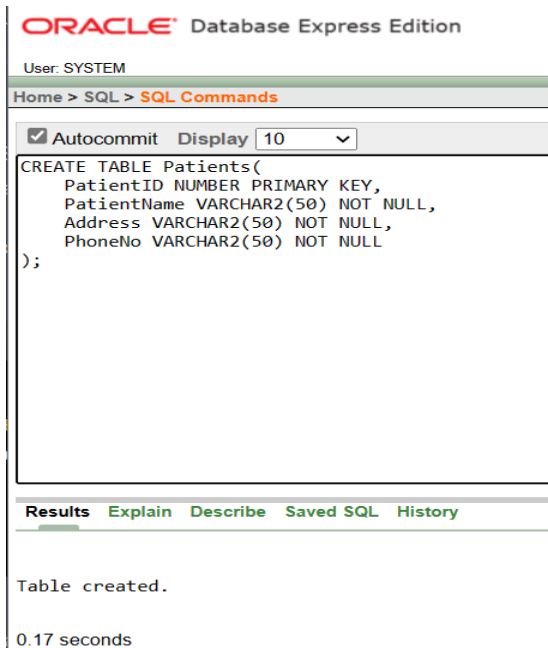 ORACLE Database Express Edition
User: SYSTEM
Home > SQL > SQL Commands
Autocommit Display 10
CREATE TABLE Patients(
PatientID NUMBER PRIMARY KEY,
PatientName VARCHAR2(50) NOT NULL,
Address VARCHAR2(50) NOT NULL,
PhoneNo VARCHAR2(50) NOT NULL
);
Results Explain Describe Saved SQL History
Table created.
0.17 seconds